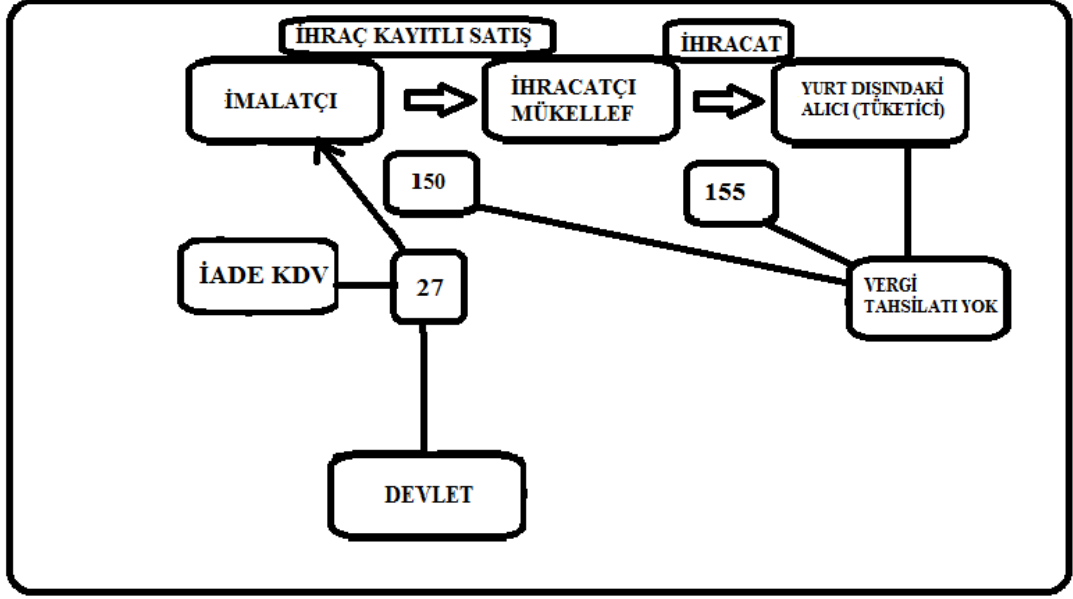 İHRAÇ KAYITLI SATIŞ
İHRACAT
İMALATÇI
İHRACATÇI
MÜKELLEF
YURT DIŞINDAKİ
ALICI (TÜKETİCİ)
150
155
İADE KDV
27
VERGİ
TAHSİLATI YOK
DEVLET